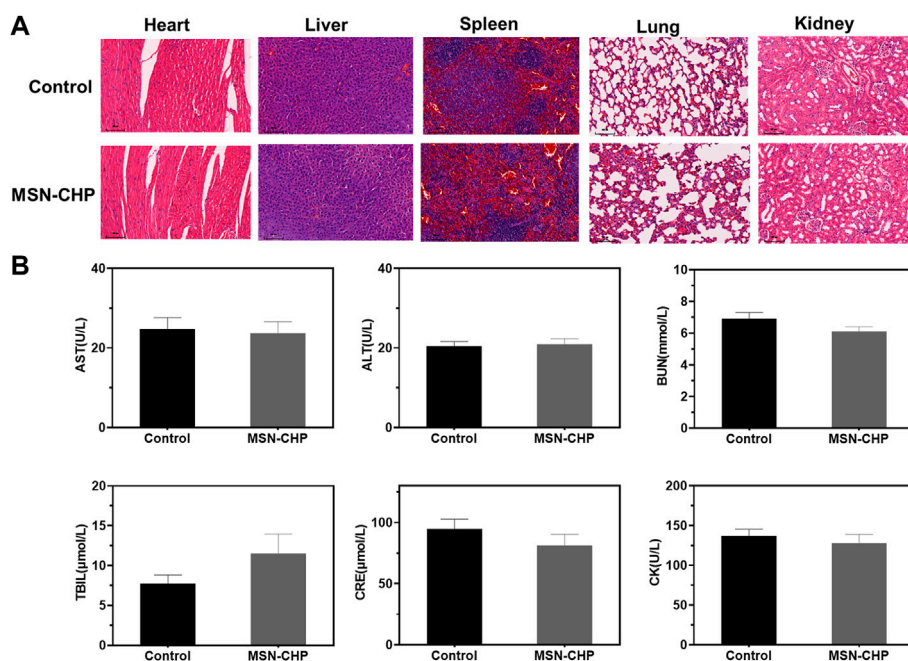 A
Heart Liver Spleen Lung Kidney
Control
MSN-CHP
B
40
20
0
AST(U/L)
Control MSN-CHP
40
20
0
ALT(U/L)
Control MSN-CHP
10
8
6
4
2
0
BUN(mmol/L)
Control MSN-CHP
20
15
10
5
0
TBIL(μmol/L)
Control MSN-CHP
100
50
0
CRE(μmol/L)
Control MSN-CHP
200
150
100
50
0
CK(U/L)
Control MSN-CHP